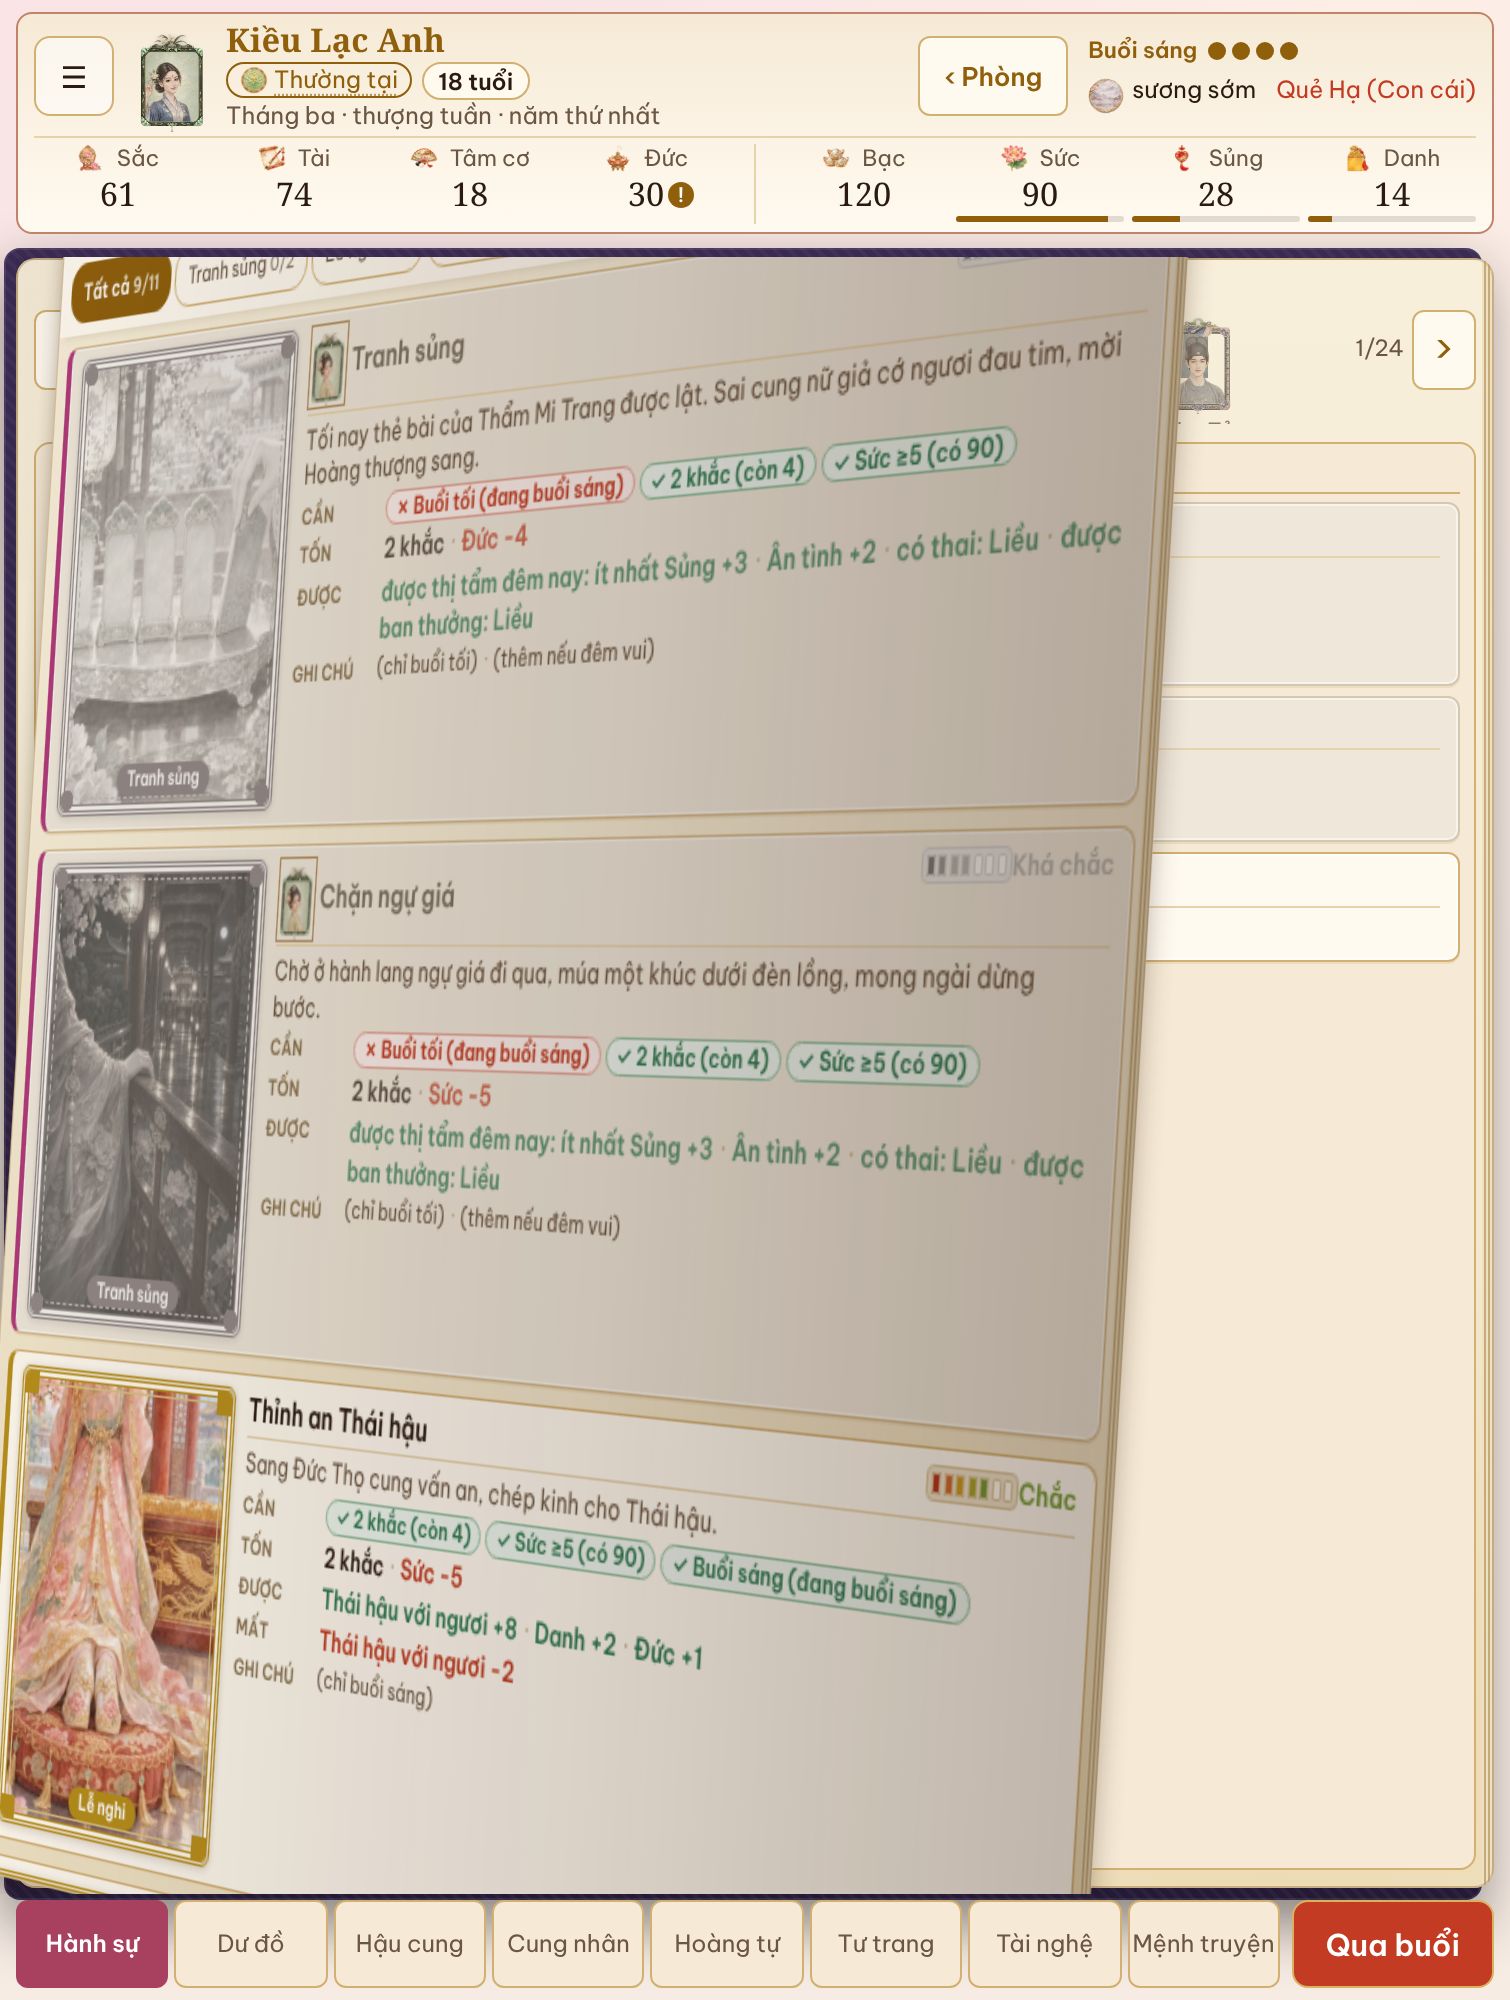 ☰
Kiều Lạc Anh
Thường tại
18 tuổi
Tháng ba · thượng tuần · năm thứ nhất
‹ Phòng
Buổi sáng
sương sớm Quẻ Hạ (Con cái)
Sắc
61
Tài
74
Tâm cơ
18
Đức
30 !
Bạc
120
Sức
90
Sủng
28
Danh
14
Tất cả 9/11
Tranh sủng 0/2
1/24
›
Tranh sủng
Tối nay thẻ bài của Thẩm Mi Trang được lật. Sai cung nữ giả cớ ngươi đau tim, mời
Hoàng thượng sang.
CẦN × Buổi tối (đang buổi sáng) ✓ 2 khắc (còn 4) ✓ Sức ≥5 (có 90)
TỐN 2 khắc · Đức -4
ĐƯỢC được thị tẩm đêm nay: ít nhất Sủng +3 · Ân tình +2 · có thai: Liều · được
ban thưởng: Liều
GHI CHÚ (chỉ buổi tối) · (thêm nếu đêm vui)
Tranh sủng
Chặn ngự giá
Khá chắc
Chờ ở hành lang ngự giá đi qua, múa một khúc dưới đèn lồng, mong ngài dừng
bước.
CẦN × Buổi tối (đang buổi sáng) ✓ 2 khắc (còn 4) ✓ Sức ≥5 (có 90)
TỐN 2 khắc · Sức -5
ĐƯỢC được thị tẩm đêm nay: ít nhất Sủng +3 · Ân tình +2 · có thai: Liều · được
ban thưởng: Liều
GHI CHÚ (chỉ buổi tối) · (thêm nếu đêm vui)
Tranh sủng
Thỉnh an Thái hậu
Chắc
Sang Đức Thọ cung vấn an, chép kinh cho Thái hậu.
CẦN ✓ 2 khắc (còn 4) ✓ Sức ≥5 (có 90) ✓ Buổi sáng (đang buổi sáng)
TỐN 2 khắc · Sức -5
ĐƯỢC Thái hậu với ngươi +8 · Danh +2 · Đức +1
MẤT Thái hậu với ngươi -2
GHI CHÚ (chỉ buổi sáng)
Lễ nghi
Hành sự
Dư đồ
Hậu cung
Cung nhân
Hoàng tự
Tư trang
Tài nghệ
Mệnh truyện
Qua buổi